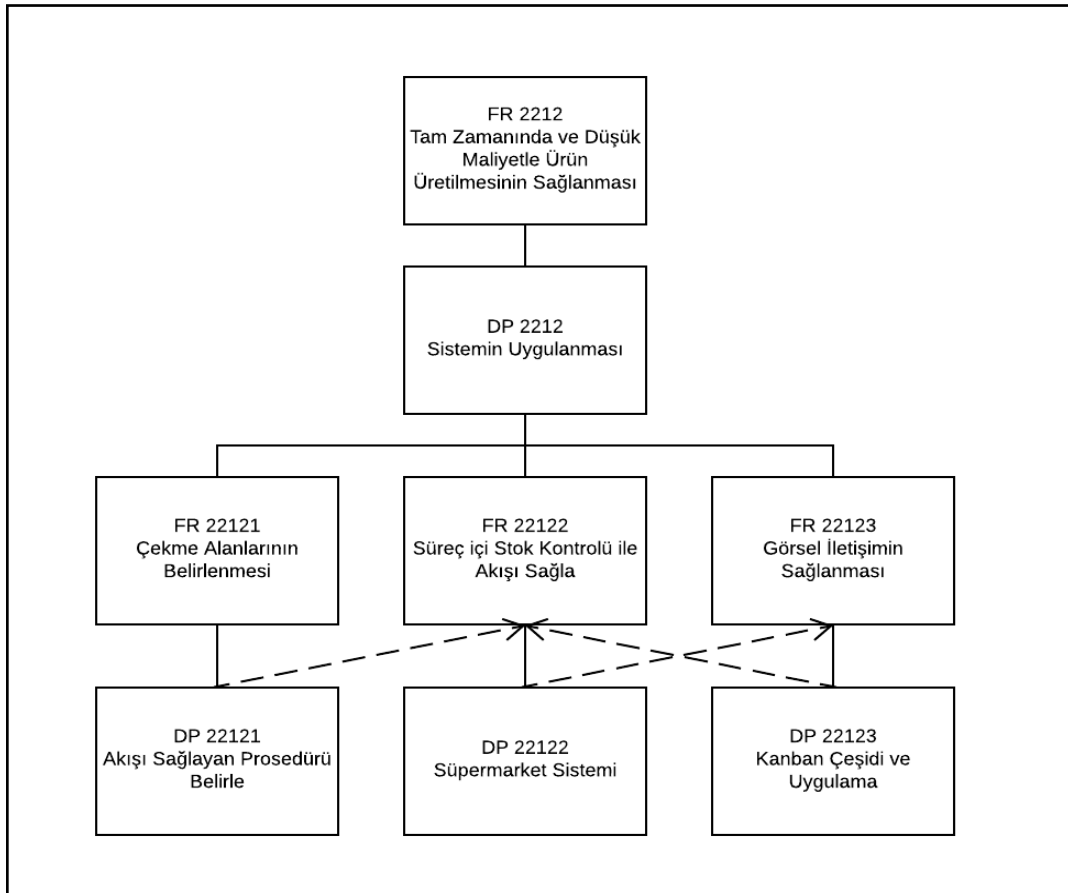 FR 2212
Tam Zamanında ve Düşük
Maliyetle Ürün
Üretilmesinin Sağlanması
DP 2212
Sistemin Uygulanması
FR 22121
Çekme Alanlarının
Belirlenmesi
FR 22122
Süreç içi Stok Kontrolü ile
Akışı Sağla
FR 22123
Görsel İletişimin
Sağlanması
DP 22121
Akışı Sağlayan Prosedürü
Belirle
DP 22122
Süpermarket Sistemi
DP 22123
Kanban Çeşidi ve
Uygulama